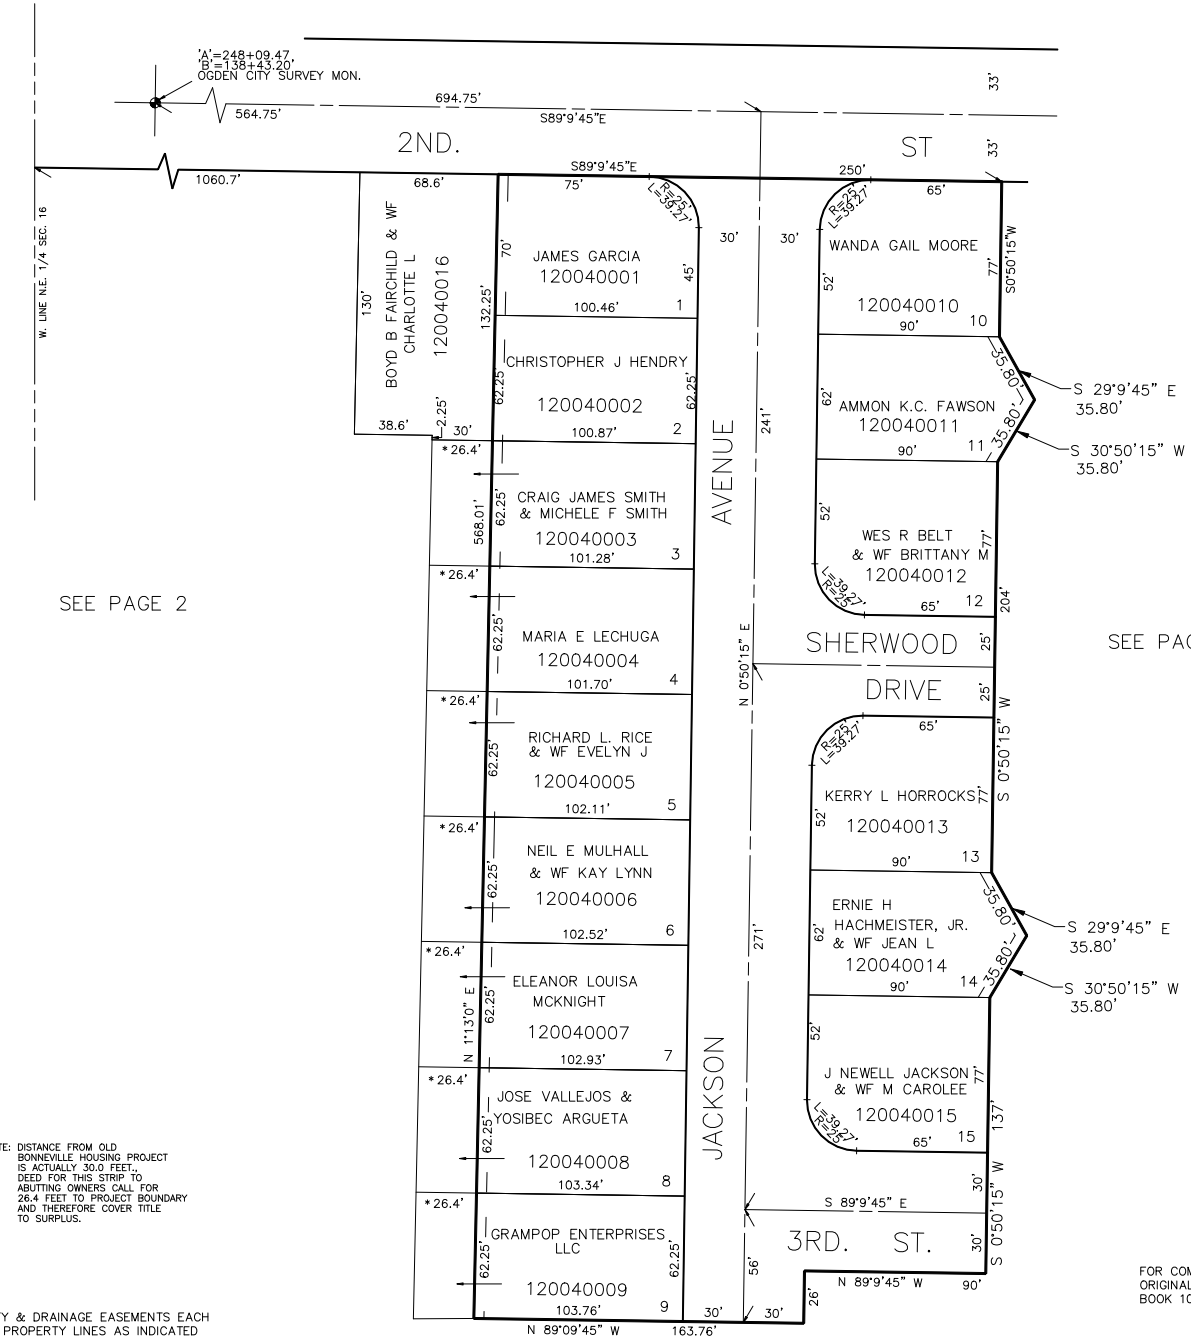 'A'=248+09.47
'B'=138+43.20'
OGDEN CITY SURVEY MON.
694.75'
564.75'
S89°9'45"E
33'
2ND.
ST
33'
1060.7'
68.6'
S89°9'45"E
75'
250'
65'
R=25'
L=39.27'
R=25'
L=39.27'
W. LINE N.E. 1/4 SEC. 16
BOYD B FAIRCHILD & WF
CHARLOTTE L
120040016
130'
132.25'
38.6'
2.25'
30'
70'
JAMES GARCIA
120040001
45'
100.46'
1
30'
30'
WANDA GAIL MOORE
120040010
52'
77'
S0°50'15"W
90'
10
CHRISTOPHER J HENDRY
120040002
62.25'
62.25'
100.87'
2
35.80'
35.80'
S 29°9'45" E
35.80'
S 30°50'15" W
35.80'
AMMON K.C. FAWSON
120040011
62'
90'
11
AVENUE
241'
*26.4'
568.01'
CRAIG JAMES SMITH
& MICHELE F SMITH
120040003
62.25'
101.28'
3
52'
WES R BELT
& WF BRITTANY M
120040012
77'
L=39.27'
R=25'
65'
12
204'
SEE PAGE 2
*26.4'
MARIA E LECHUGA
120040004
62.25'
101.70'
4
N 0°50'15" E
SHERWOOD
DRIVE
25'
25'
SEE PAG
*26.4'
RICHARD L. RICE
& WF EVELYN J
120040005
62.25'
102.11'
5
R=25'
L=39.27'
65'
S 0°50'15" W
KERRY L HORROCKS
120040013
52'
77'
90'
13
*26.4'
NEIL E MULHALL
& WF KAY LYNN
120040006
62.25'
102.52'
6
271'
ERNIE H
HACHMEISTER, JR.
& WF JEAN L
120040014
62'
90'
14
35.80'
35.80'
S 29°9'45" E
35.80'
S 30°50'15" W
35.80'
*26.4'
N 1°13'0" E
ELEANOR LOUISA
MCKNIGHT
120040007
62.25'
102.93'
7
JACKSON
52'
J NEWELL JACKSON
& WF M CAROLEE
120040015
77'
L=39.27'
R=25'
65'
15
137'
*26.4'
JOSE VALLEJOS &
YOSIBEC ARGUETA
120040008
62.25'
103.34'
8
TE: DISTANCE FROM OLD
BONNEVILLE HOUSING PROJECT
IS ACTUALLY 30.0 FEET.,
DEED FOR THIS STRIP TO
ABUTTING OWNERS CALL FOR
26.4 FEET TO PROJECT BOUNDARY
AND THEREFORE COVER TITLE
TO SURPLUS.
*26.4'
GRAMPOP ENTERPRISES
LLC
120040009
62.25'
62.25'
103.76'
9
S 89°9'45" E
30'
3RD. ST.
30'
S 0°50'15" W
56'
26'
N 89°9'45" W
90'
30'
30'
N 89°09'45" W
163.76'
FOR COM
ORIGINAL
BOOK 10
TY & DRAINAGE EASEMENTS EACH
PROPERTY LINES AS INDICATED